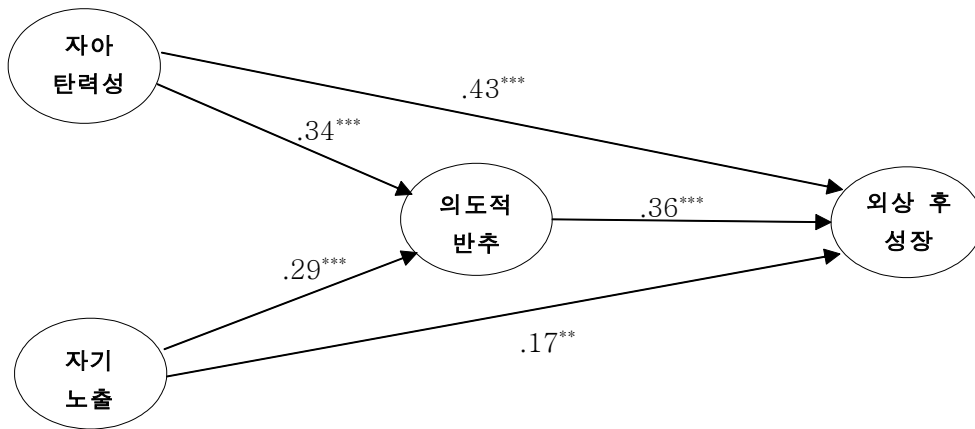 자아
탄력성
.43***
.34***
의도적
반추
.36***
외상 후
성장
.29***
.17**
자기
노출